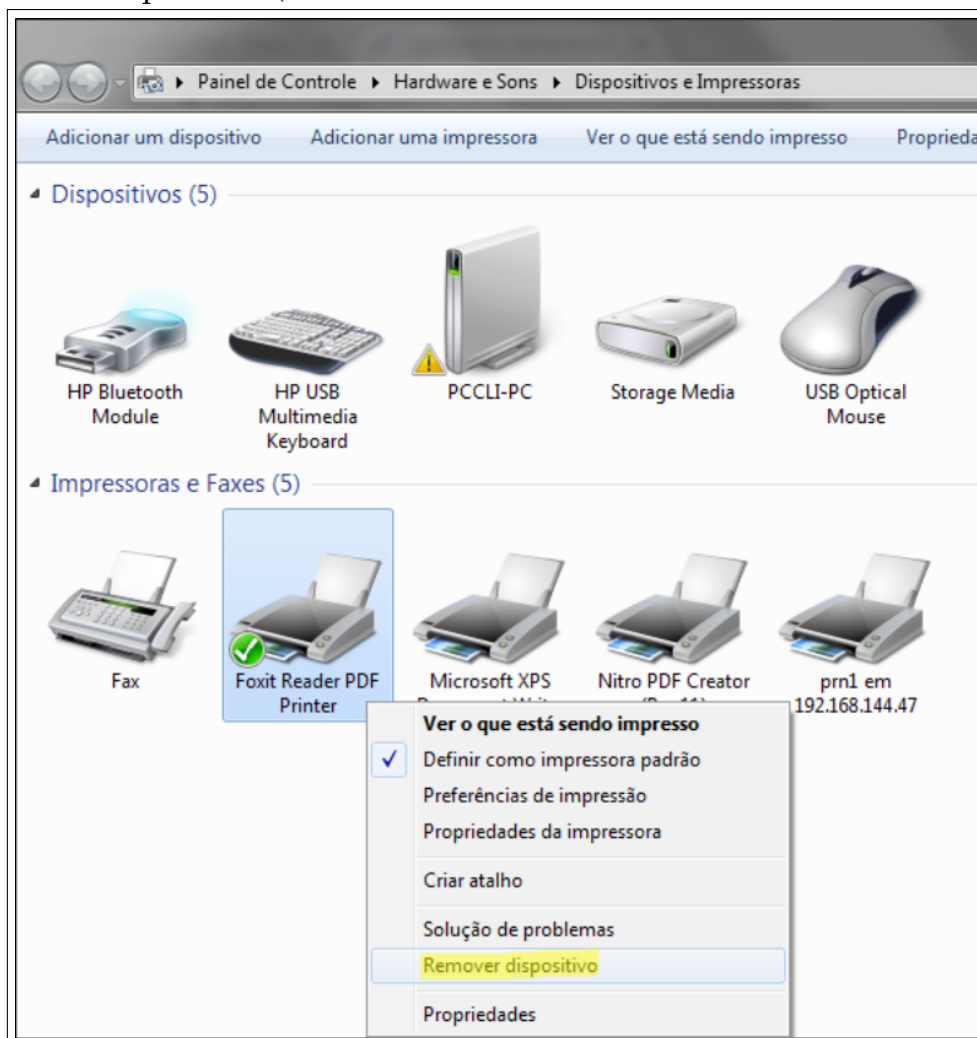 Painel de Controle ▸ Hardware e Sons ▸ Dispositivos e Impressoras
Adicionar um dispositivo Adicionar uma impressora Ver o que está sendo impresso Proprieda
Dispositivos (5)
HP Bluetooth Module
HP USB Multimedia Keyboard
PCCLI-PC
Storage Media
USB Optical Mouse
Impressoras e Faxes (5)
Fax
Foxit Reader PDF Printer
Microsoft XPS
Nitro PDF Creator
prn1 em 192.168.144.47
Ver o que está sendo impresso
Definir como impressora padrão
Preferências de impressão
Propriedades da impressora
Criar atalho
Solução de problemas
Remover dispositivo
Propriedades